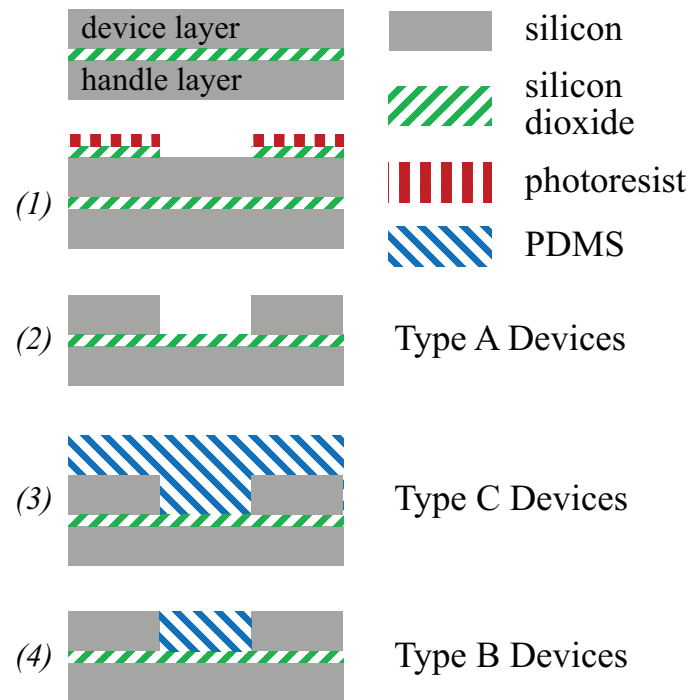 device layer
handle layer
silicon
silicon
dioxide
photoresist
PDMS
(1)
(2)
Type A Devices
(3)
Type C Devices
(4)
Type B Devices